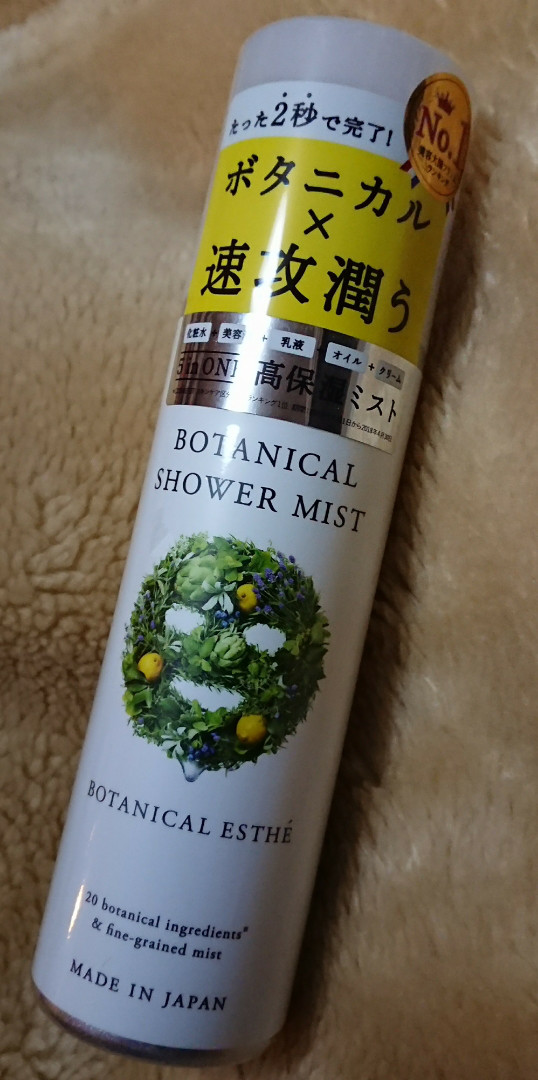 たった2秒で完了!
No.1
ボタニカル
×
速攻潤う
化粧水 + 美容 + 乳液 + オイル + クリーム
5 in ONE 高保湿ミスト
BOTANICAL
SHOWER MIST
BOTANICAL ESTHÉ
20 botanical ingredients*
& fine-grained mist
MADE IN JAPAN